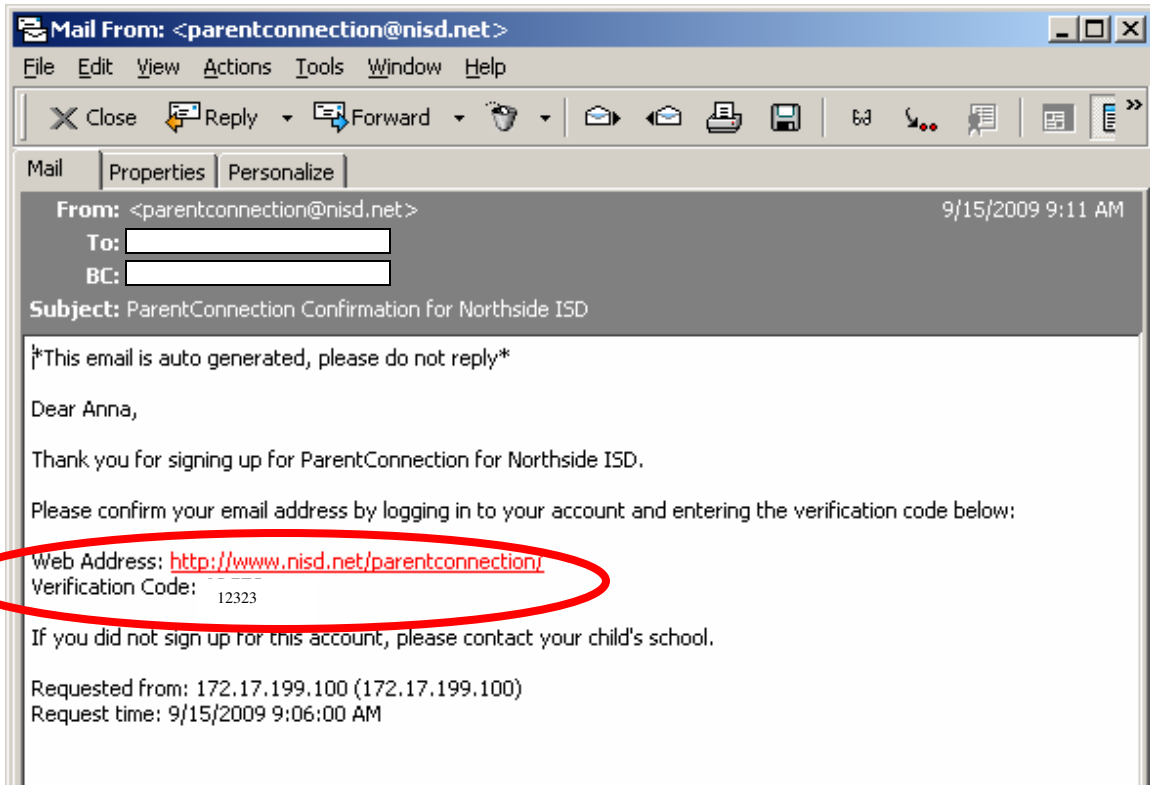 Mail From: <parentconnection@nisd.net>
File Edit View Actions Tools Window Help
Close Reply Forward »
Mail Properties Personalize
From: <parentconnection@nisd.net> 9/15/2009 9:11 AM
To:
BC:
Subject: ParentConnection Confirmation for Northside ISD
*This email is auto generated, please do not reply*
Dear Anna,
Thank you for signing up for ParentConnection for Northside ISD.
Please confirm your email address by logging in to your account and entering the verification code below:
Web Address: http://www.nisd.net/parentconnection/
Verification Code: 12323
If you did not sign up for this account, please contact your child's school.
Requested from: 172.17.199.100 (172.17.199.100)
Request time: 9/15/2009 9:06:00 AM